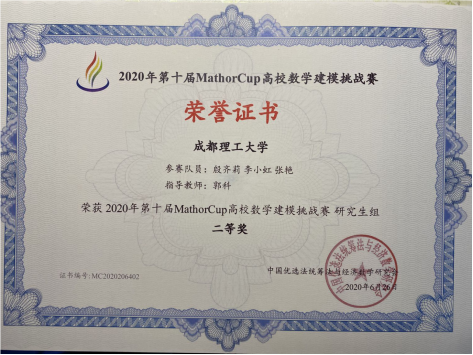 2020年第十届MathorCup高校数学建模挑战赛
荣誉证书
成都理工大学
参赛队员：殷齐莉 李小虹 张艳
指导教师：郭科
荣获 2020年第十届MathorCup高校数学建模挑战赛 研究生组
二等奖
证书编号:MC2020206402
中国优选法统筹法与经济数学研究会
2020年6月26日